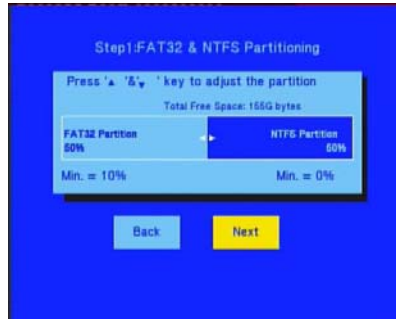 Step1:FAT32 & NTFS Partitioning
Press '▲ '&'▼ ' key to adjust the partition
Total Free Space: 155G bytes
FAT32 Partition NTFS Partition
50% 50%
Min. = 10% Min. = 0%
Back Next